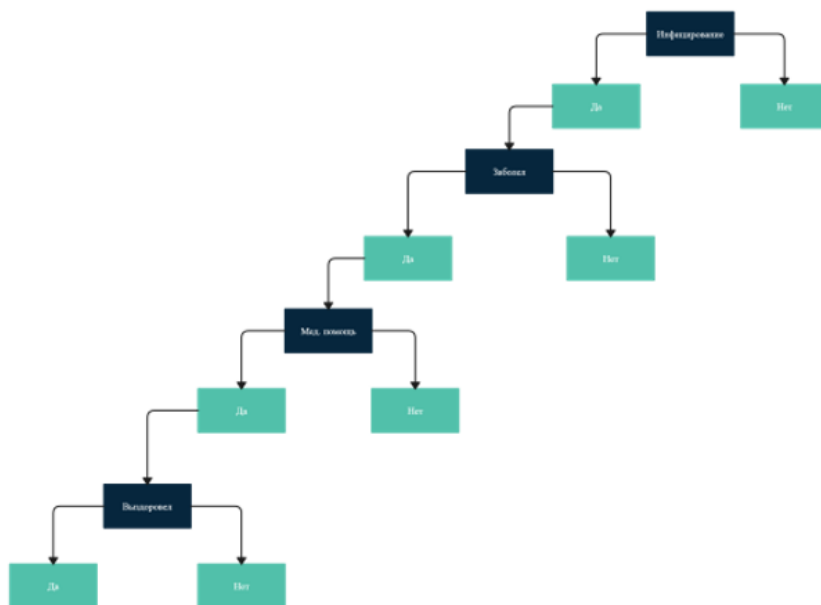 Инфицирование
Да
Нет
Заболел
Да
Нет
Мед. помощь
Да
Нет
Выздоровел
Да
Нет